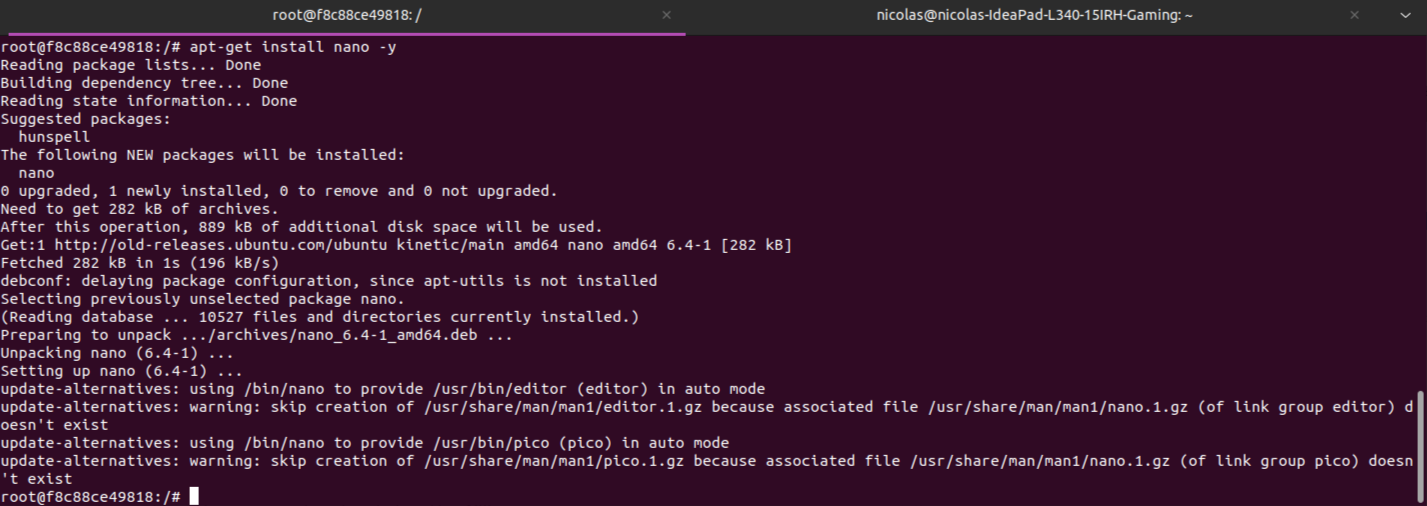 root@f8c88ce49818: /
nicolas@nicolas-IdeaPad-L340-15IRH-Gaming: ~
root@f8c88ce49818:/# apt-get install nano -y
Reading package lists... Done
Building dependency tree... Done
Reading state information... Done
Suggested packages:
  hunspell
The following NEW packages will be installed:
  nano
0 upgraded, 1 newly installed, 0 to remove and 0 not upgraded.
Need to get 282 kB of archives.
After this operation, 889 kB of additional disk space will be used.
Get:1 http://old-releases.ubuntu.com/ubuntu kinetic/main amd64 nano amd64 6.4-1 [282 kB]
Fetched 282 kB in 1s (196 kB/s)
debconf: delaying package configuration, since apt-utils is not installed
Selecting previously unselected package nano.
(Reading database ... 10527 files and directories currently installed.)
Preparing to unpack .../archives/nano_6.4-1_amd64.deb ...
Unpacking nano (6.4-1) ...
Setting up nano (6.4-1) ...
update-alternatives: using /bin/nano to provide /usr/bin/editor (editor) in auto mode
update-alternatives: warning: skip creation of /usr/share/man/man1/editor.1.gz because associated file /usr/share/man/man1/nano.1.gz (of link group editor) d
oesn't exist
update-alternatives: using /bin/nano to provide /usr/bin/pico (pico) in auto mode
update-alternatives: warning: skip creation of /usr/share/man/man1/pico.1.gz because associated file /usr/share/man/man1/nano.1.gz (of link group pico) doesn
't exist
root@f8c88ce49818:/#